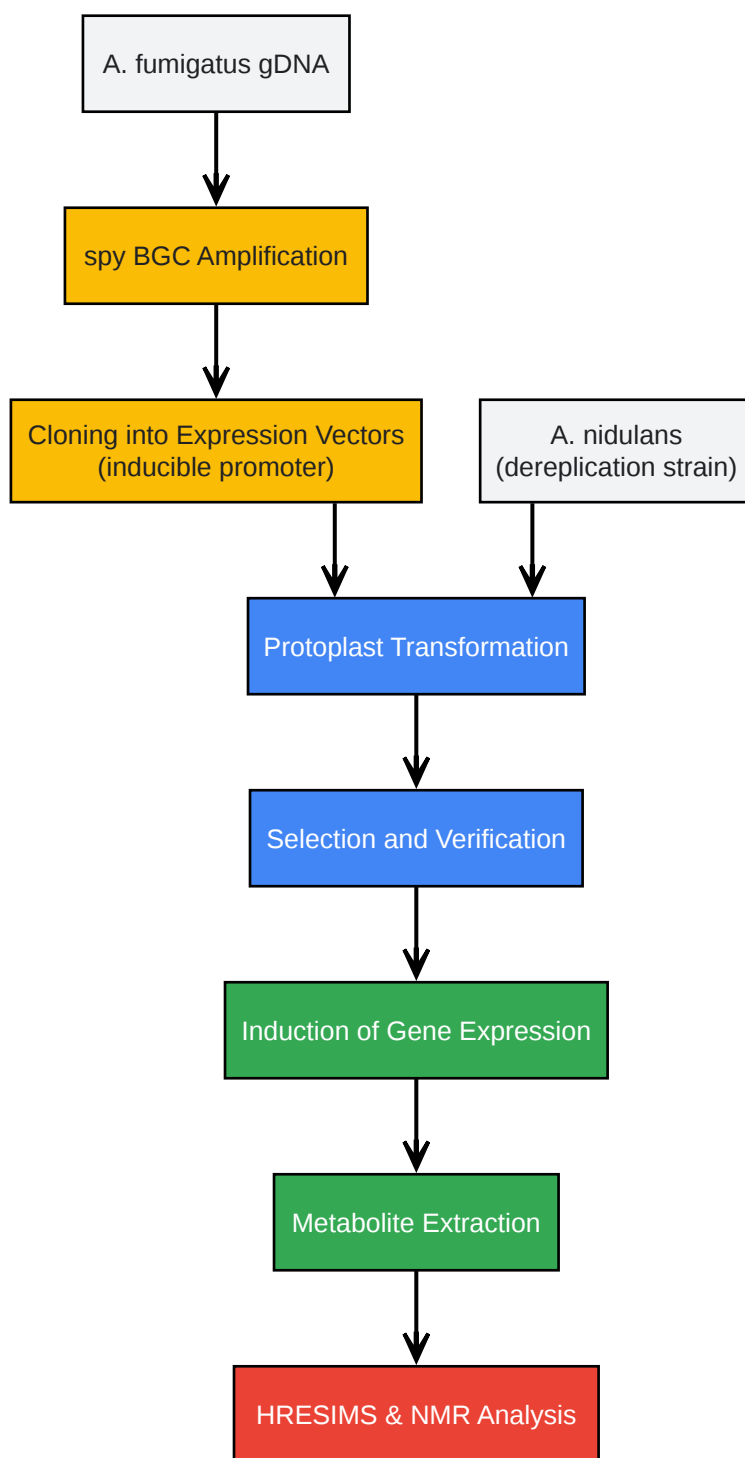 A. fumigatus gDNA
spy BGC Amplification
Cloning into Expression Vectors
(inducible promoter)
A. nidulans
(dereplication strain)
Protoplast Transformation
Selection and Verification
Induction of Gene Expression
Metabolite Extraction
HRESIMS & NMR Analysis